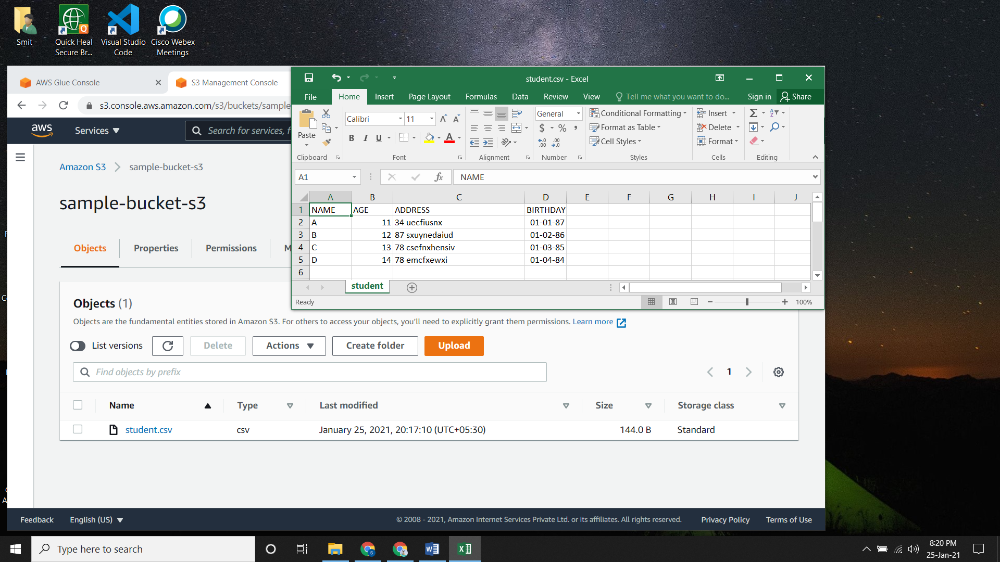 Smit
Quick Heal Secure Br...
Visual Studio Code
Cisco Webex Meetings
AWS Glue Console
S3 Management Console
s3.console.aws.amazon.com/s3/buckets/sample
aws
Services
Search for services, f
Amazon S3 sample-bucket-s3
sample-bucket-s3
Objects Properties Permissions M
student.csv - Excel
File Home Insert Page Layout Formulas Data Review View Tell me what you want to do... Sign in Share
Paste
Clipboard
Calibri 11
B I U
Font
Alignment
General
$ % ,
Number
Conditional Formatting
Format as Table
Cell Styles
Styles
Insert
Delete
Format
Cells
Editing
A1 fx NAME
A B C D E F G H I J
1 NAME AGE ADDRESS BIRTHDAY
2 A 11 34 uecfiusnx 01-01-87
3 B 12 87 sxuynedaiud 01-02-86
4 C 13 78 csefnxhensiv 01-03-85
5 D 14 78 emcfxewxi 01-04-84
6
student
Ready 100%
Objects (1)
Objects are the fundamental entities stored in Amazon S3. For others to access your objects, you'll need to explicitly grant them permissions. Learn more
List versions Delete Actions Create folder Upload
Find objects by prefix
1
Name Type Last modified Size Storage class
student.csv csv January 25, 2021, 20:17:10 (UTC+05:30) 144.0 B Standard
Feedback English (US) © 2008 - 2021, Amazon Internet Services Private Ltd. or its affiliates. All rights reserved. Privacy Policy Terms of Use
Type here to search
8:20 PM
25-Jan-21